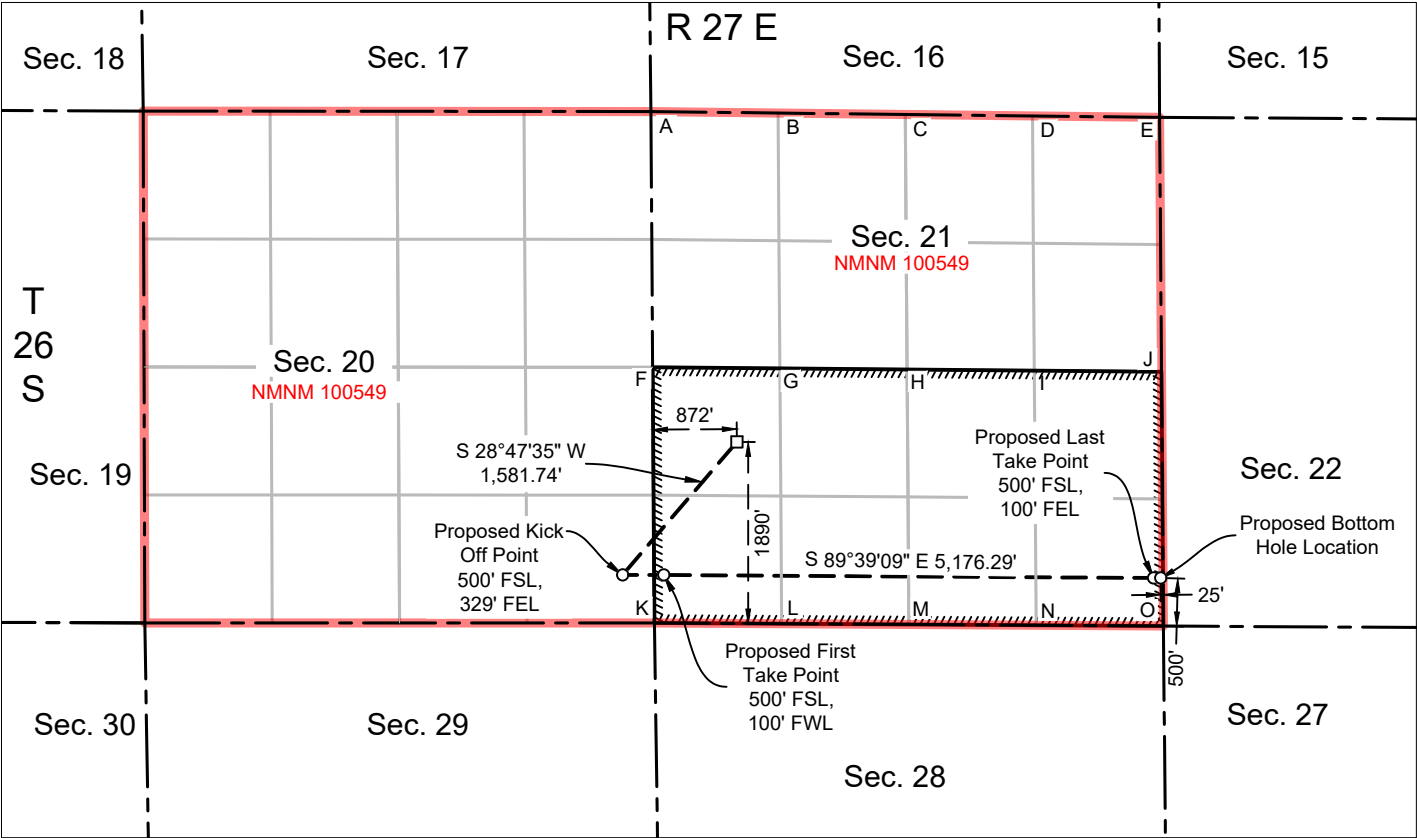 R 27 E
Sec. 18
Sec. 17
Sec. 16
Sec. 15
A
B
C
D
E
Sec. 21
NMNM 100549
T
26
S
Sec. 20
NMNM 100549
F
G
H
I
J
872'
S 28°47'35" W
1,581.74'
Proposed Last
Take Point
500' FSL,
100' FEL
Sec. 19
Sec. 22
1890'
Proposed Kick
Off Point
500' FSL,
329' FEL
Proposed Bottom
Hole Location
S 89°39'09" E 5,176.29'
25'
K
L
M
N
O
500'
Proposed First
Take Point
500' FSL,
100' FWL
Sec. 30
Sec. 29
Sec. 28
Sec. 27